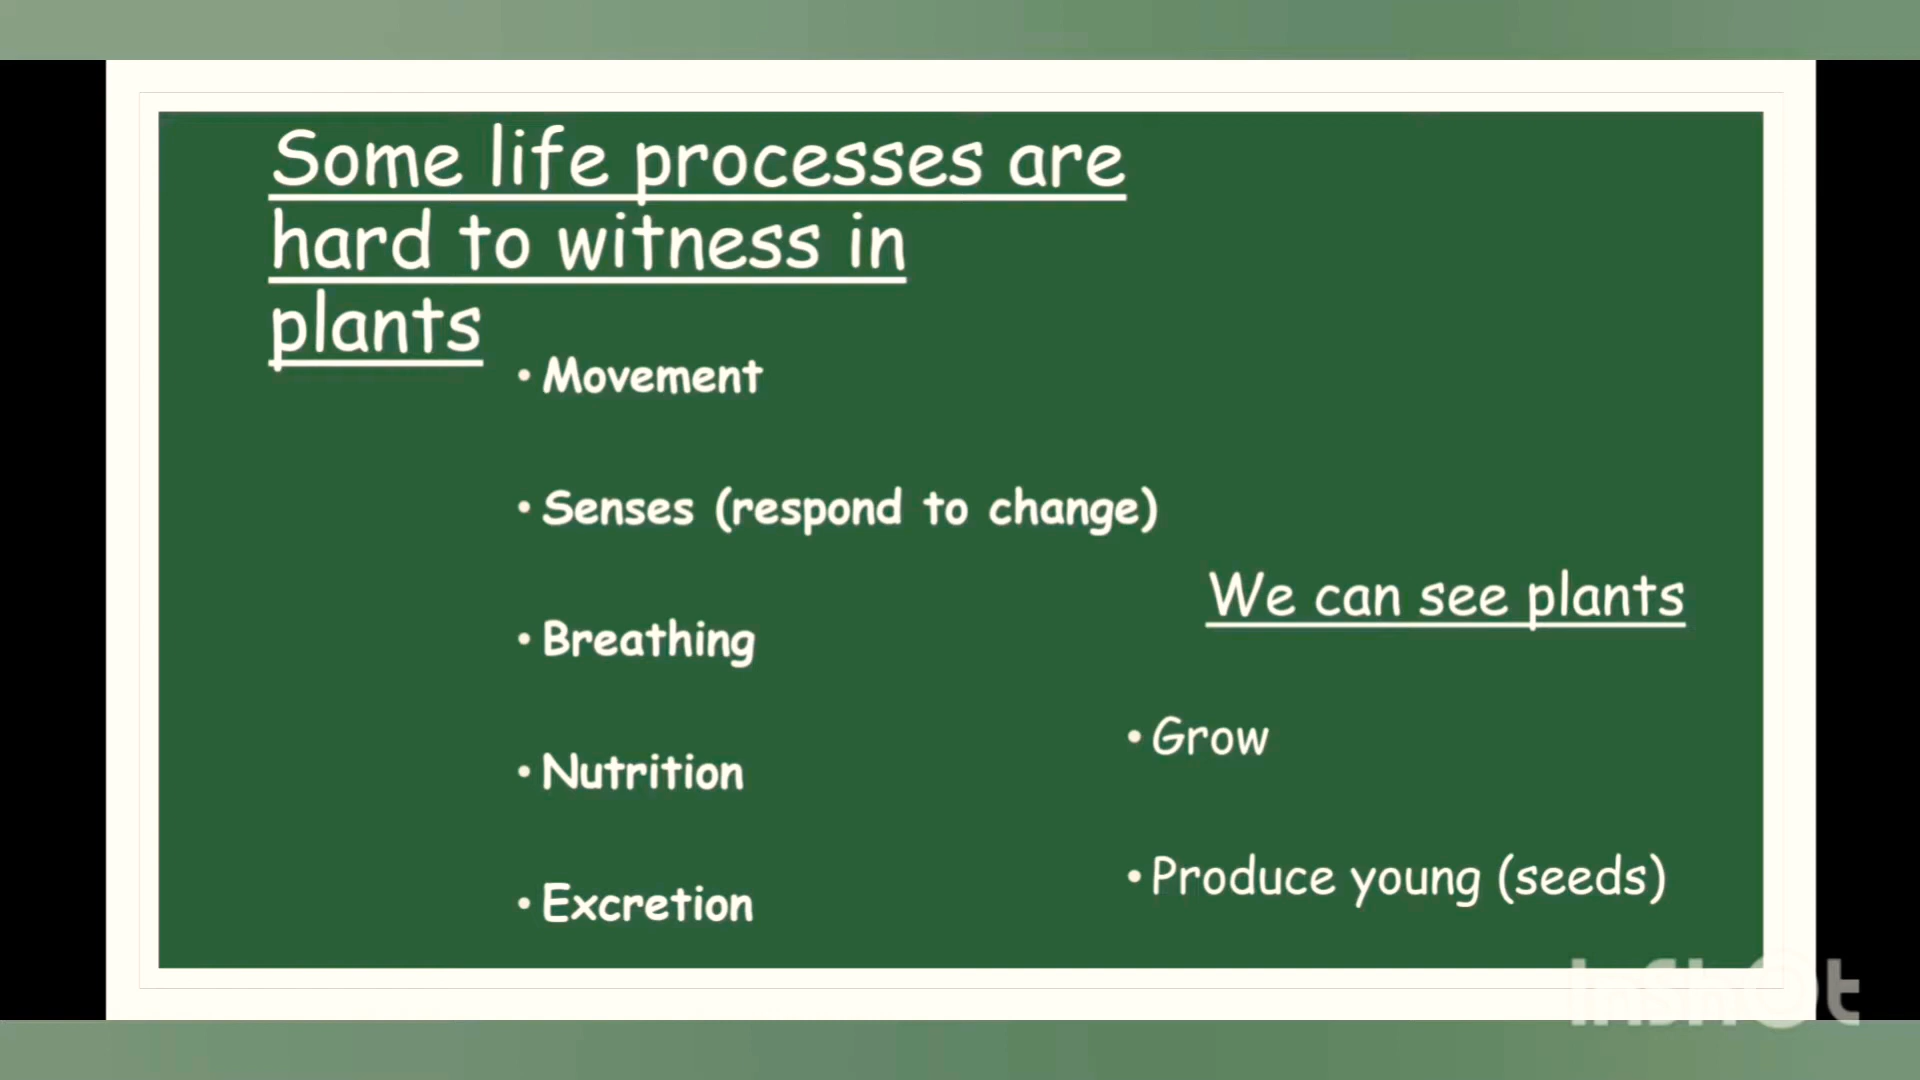 Some life processes are
hard to witness in
plants
• Movement
• Senses (respond to change)
• Breathing
• Nutrition
• Excretion
We can see plants
• Grow
• Produce young (seeds)
InShOt